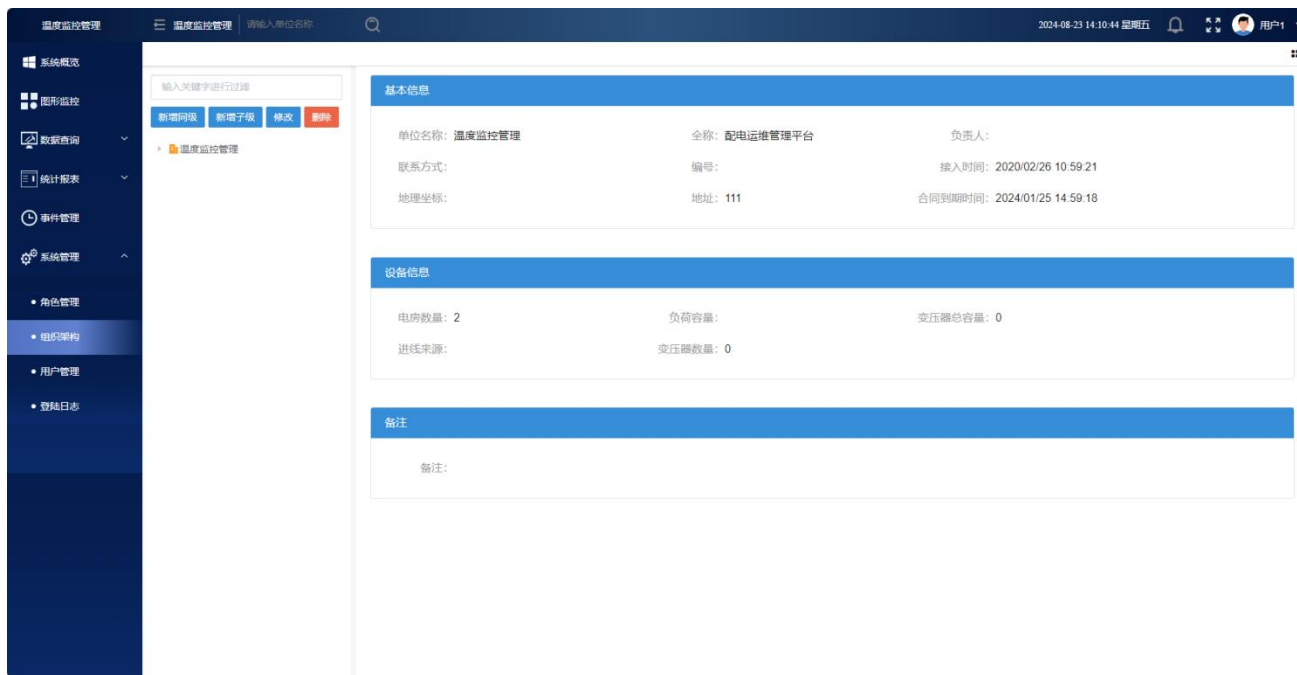 温度监控管理 温度监控管理 请输入单位名称 2024-08-23 14:10:44 星期五 用户1
系统概览
图形监控
数据查询
统计报表
事件管理
系统管理
角色管理
组织架构
用户管理
登陆日志
输入关键字进行过滤
新增同级 新增子级 修改 删除
温度监控管理
基本信息
单位名称: 温度监控管理 全称: 配电运维管理平台 负责人:
联系方式: 编号: 接入时间: 2020/02/26 10:59:21
地理坐标: 地址: 111 合同到期时间: 2024/01/25 14:59:18
设备信息
电房数量: 2 负荷容量: 变压器总容量: 0
进线来源: 变压器数量: 0
备注
备注: